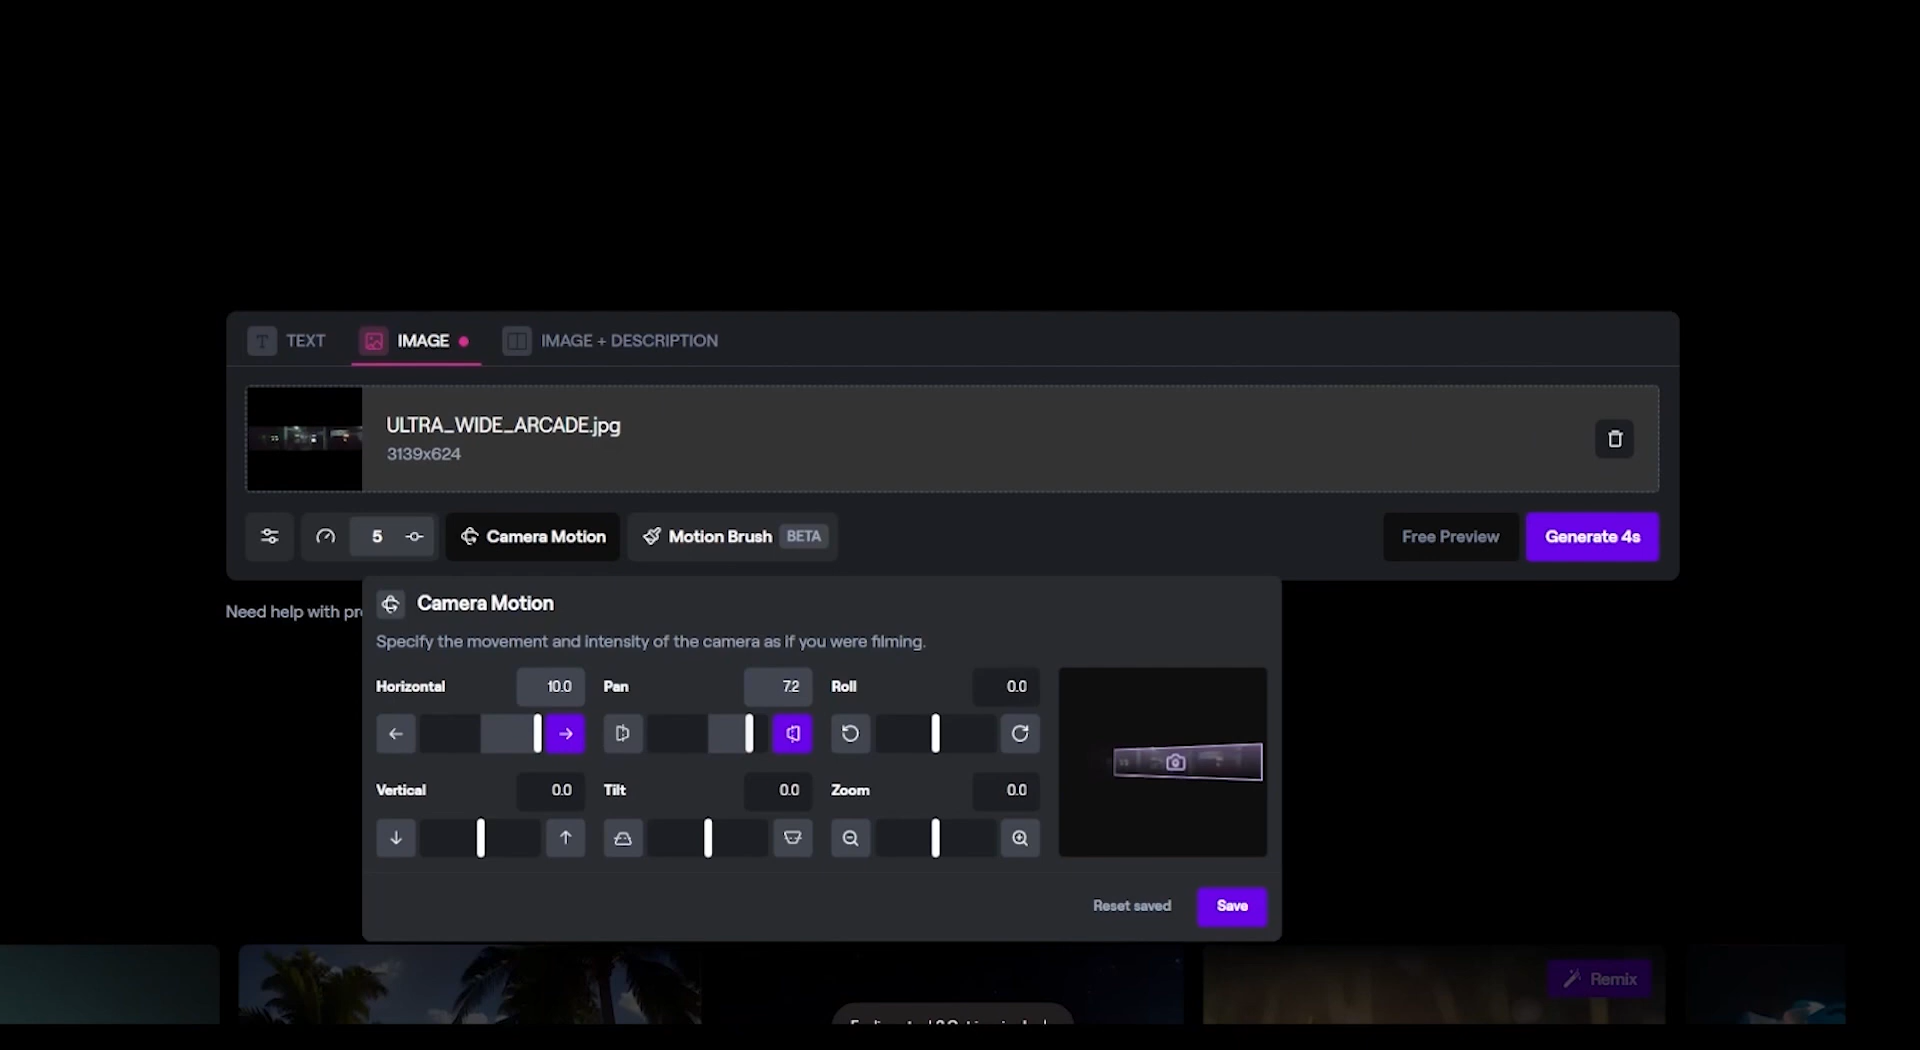 TEXT
IMAGE
IMAGE + DESCRIPTION
ULTRA_WIDE_ARCADE.jpg
3139x624
5
Camera Motion
Motion Brush BETA
Free Preview
Generate 4s
Need help with
Camera Motion
Specify the movement and intensity of the camera as if you were filming.
Horizontal 10.0
Pan 7.2
Roll 0.0
Vertical 0.0
Tilt 0.0
Zoom 0.0
Reset saved
Save
Remix